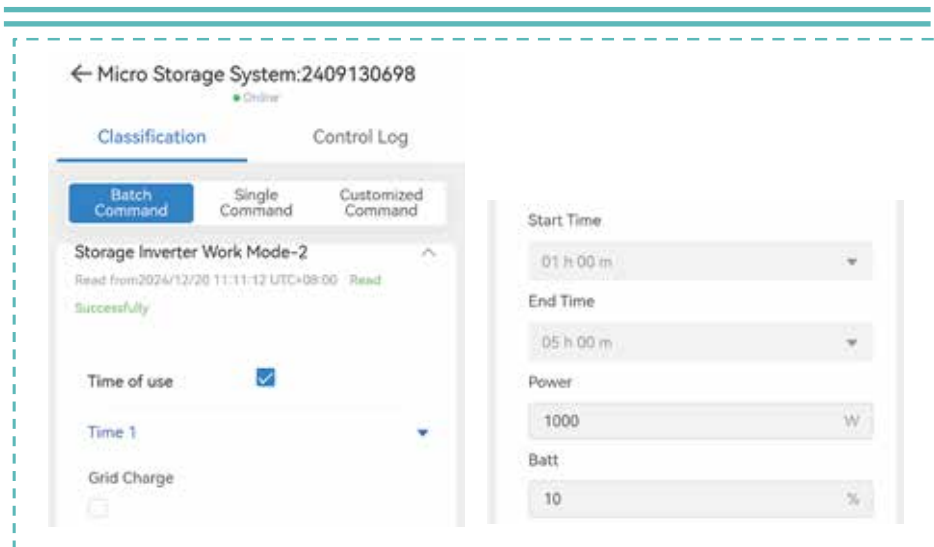 ← Micro Storage System:2409130698
Online
Classification
Control Log
Batch Command
Single Command
Customized Command
Storage Inverter Work Mode-2
Read from2024/12/20 11:11:12 UTC+08:00 Read
Successfully
Time of use
Time 1
Grid Charge
Start Time
01 h 00 m
End Time
05 h 00 m
Power
1000 W
Batt
10 %